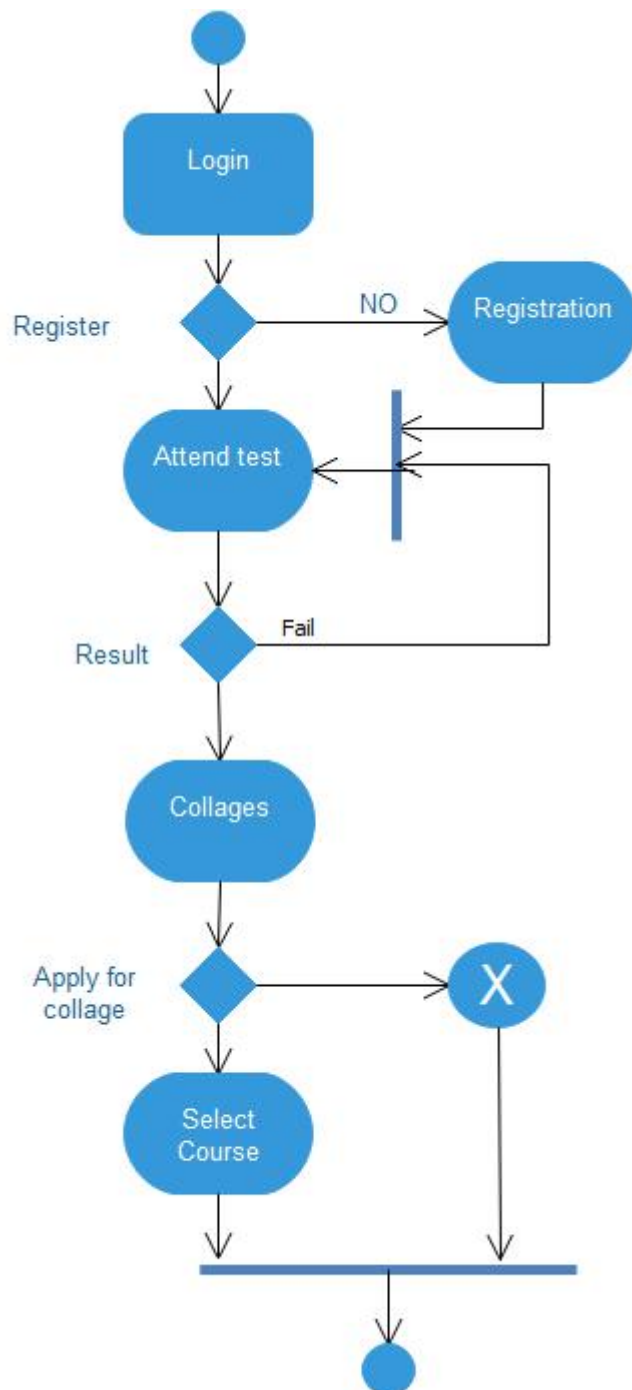 Login
Register
NO
Registration
Attend test
Result
Fail
Collages
Apply for
collage
X
Select
Course